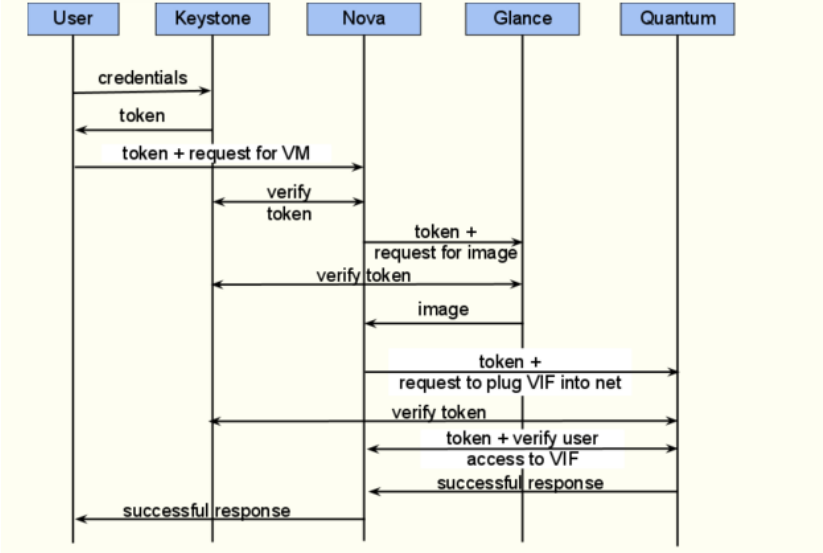 User
Keystone
Nova
Glance
Quantum
credentials
token
token + request for VM
verify
token
token +
request for image
verify token
image
token +
request to plug VIF into net
verify token
token + verify user
access to VIF
successful response
successful response